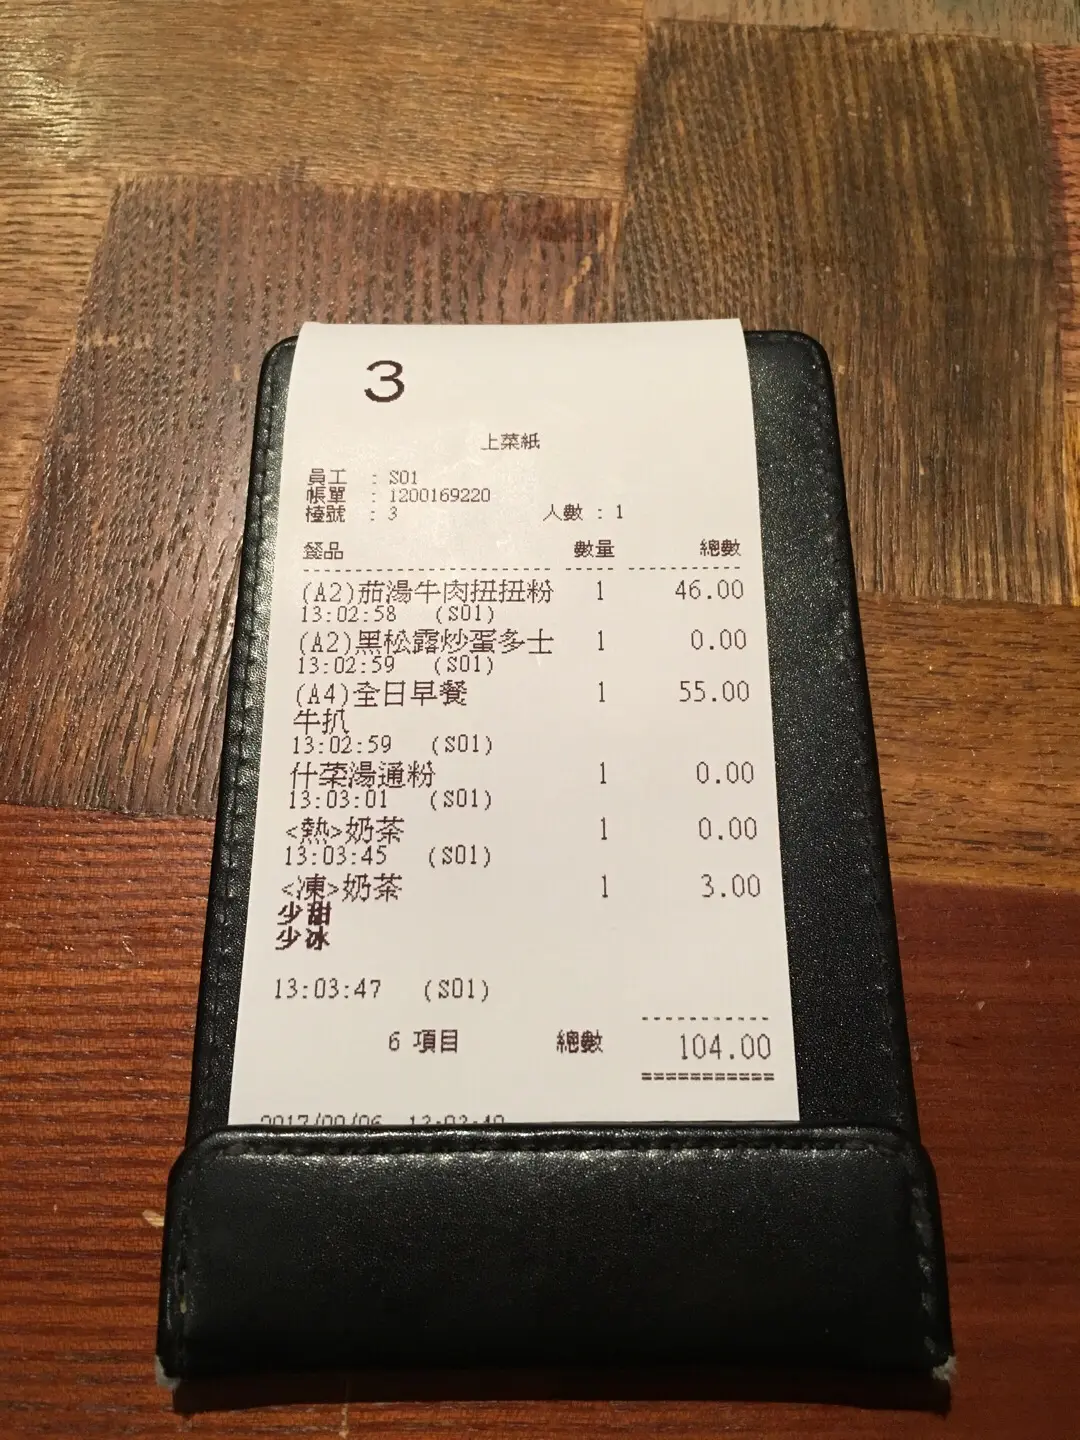 3
上菜紙
員工 : S01
帳單 : 1200169220
檯號 : 3 人數 : 1
餐品 數量 總數
(A2)茄湯牛肉扭扭粉 1 46.00
13:02:58 (S01)
(A2)黑松露炒蛋多士 1 0.00
13:02:59 (S01)
(A4)全日早餐 1 55.00
牛扒
13:02:59 (S01)
什菜湯通粉 1 0.00
13:03:01 (S01)
<熱>奶茶 1 0.00
13:03:45 (S01)
<凍>奶茶 1 3.00
少甜
少冰
13:03:47 (S01)
6 項目 總數 104.00